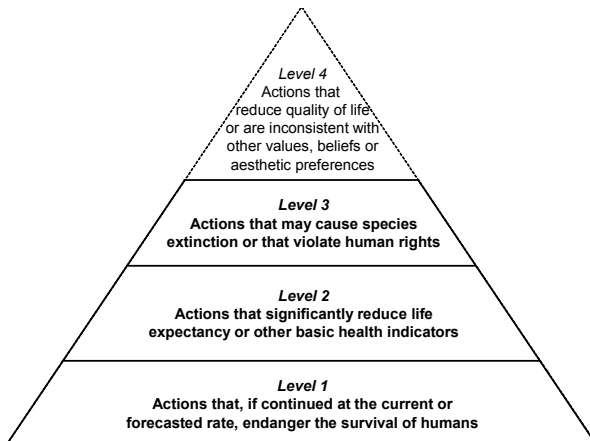 Level 4
Actions that
reduce quality of life
or are inconsistent with
other values, beliefs or
aesthetic preferences
Level 3
Actions that may cause species
extinction or that violate human rights
Level 2
Actions that significantly reduce life
expectancy or other basic health indicators
Level 1
Actions that, if continued at the current or
forecasted rate, endanger the survival of humans